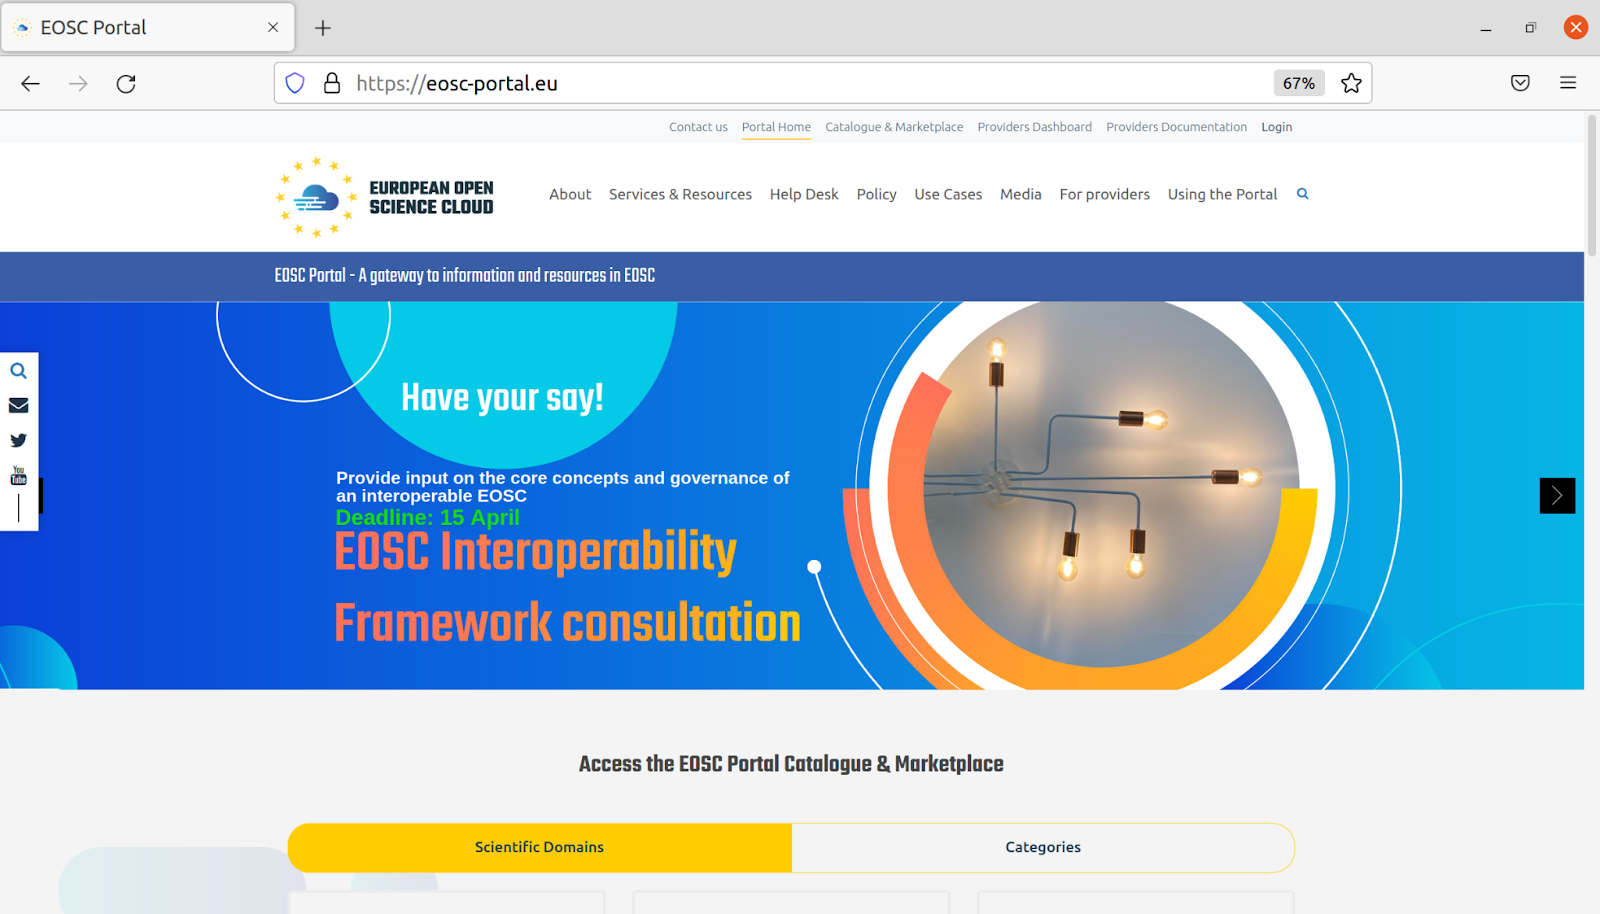 EOSC Portal
https://eosc-portal.eu
67%
Contact us Portal Home Catalogue & Marketplace Providers Dashboard Providers Documentation Login
EUROPEAN OPEN
SCIENCE CLOUD
About Services & Resources Help Desk Policy Use Cases Media For providers Using the Portal
EOSC Portal - A gateway to information and resources in EOSC
Have your say!
You
Tube
Provide input on the core concepts and governance of
an interoperable EOSC
Deadline: 15 April
EOSC Interoperability
Framework consultation
Access the EOSC Portal Catalogue & Marketplace
Scientific Domains Categories